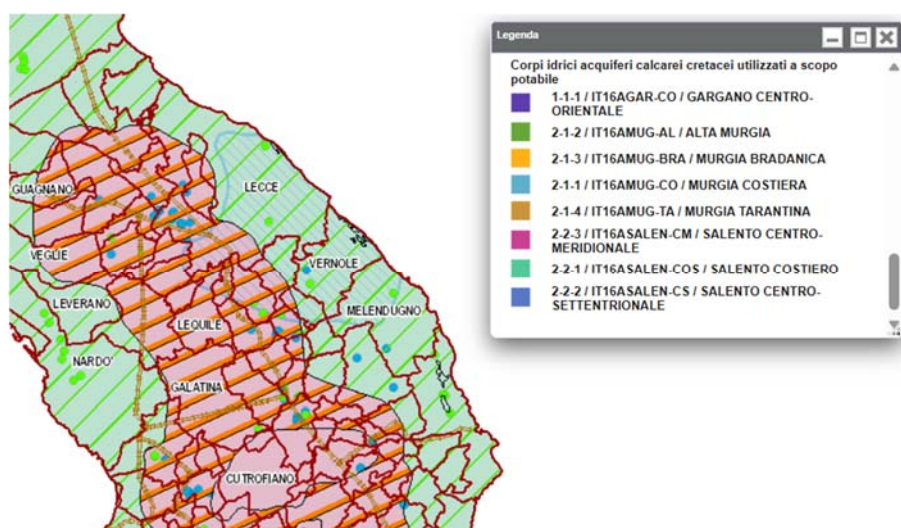 Legenda
Corpi idrici acquiferi calcarei cretacei utilizzati a scopo
potabile
1-1-1 / IT16AGAR-CO / GARGANO CENTRO-
ORIENTALE
2-1-2 / IT16AMUG-AL / ALTA MURGIA
2-1-3 / IT16AMUG-BRA / MURGIA BRADANICA
2-1-1 / IT16AMUG-CO / MURGIA COSTIERA
2-1-4 / IT16AMUG-TA / MURGIA TARANTINA
2-2-3 / IT16ASALEN-CM / SALENTO CENTRO-
MERIDIONALE
2-2-1 / IT16ASALEN-COS / SALENTO COSTIERO
2-2-2 / IT16ASALEN-CS / SALENTO CENTRO-
SETTENTRIONALE
GUAGNANO
LECCE
VEGLIE
VERNOLE
LEVERANO
MELENDUGNO
LEQUILE
NARDO'
GALATINA
CUTROFIANO